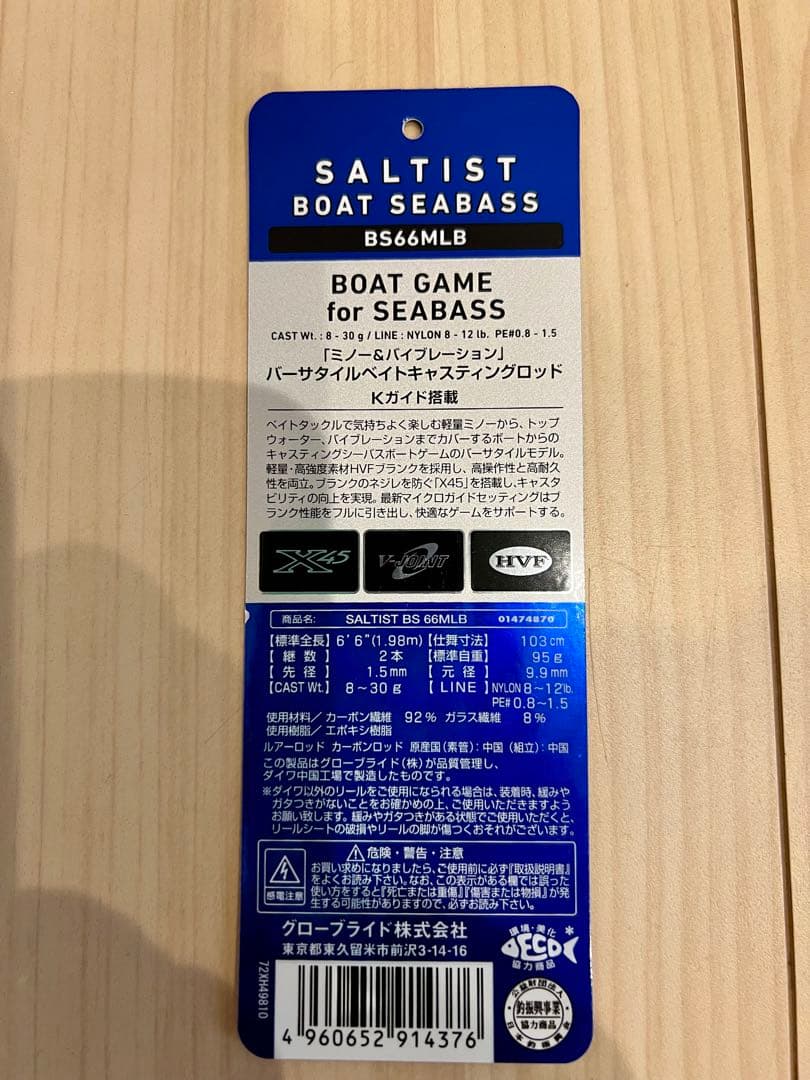 SALTIST
BOAT SEABASS
BS66MLB
BOAT GAME
for SEABASS
CAST Wt. : 8 - 30 g / LINE : NYLON 8 - 12 lb. PE#0.8 - 1.5
「ミノー&バイブレーション」
バーサタイルベイトキャスティングロッド
Kガイド搭載
ベイトタックルで気持ちよく楽しむ軽量ミノーから、トップ
ウォーター、バイブレーションまでカバーするボートからの
キャスティングシーバスボートゲームのバーサタイルモデル。
軽量・高強度素材HVFブランクを採用し、高操作性と高耐久
性を両立。ブランクのネジレを防ぐ「X45」を搭載し、キャスタ
ビリティの向上を実現。最新マイクロガイドセッティングはブ
ランク性能をフルに引き出し、快適なゲームをサポートする。
X45 V-JOINT HVF
商品名: SALTIST BS 66MLB 01474870
【標準全長】6'6"(1.98m)【仕舞寸法】 103cm
【継数】 2本 【標準自重】 95g
【先径】 1.5mm 【元径】 9.9mm
【CAST Wt.】 8~30g 【LINE】NYLON8~12lb.
PE# 0.8~1.5
使用材料/カーボン繊維 92% ガラス繊維 8%
使用樹脂/エポキシ樹脂
ルアーロッド カーボンロッド 原産国(素管):中国(組立):中国
この製品はグローブライド(株)が品質管理し、
ダイワ中国工場で製造したものです。
※ダイワ以外のリールをご使用になられる場合は、装着時、緩みや
ガタつきがないことをお確かめの上、ご使用いただきますよう
お願い致します。緩みやガタつきがある状態でご使用いただくと、
リールシートの破損やリールの脚が傷つくおそれがございます。
感電注意
⚠危険・警告・注意
お買い求めになりましたら、ご使用前に必ず『取扱説明書』
をよくお読み下さい。なお、この表示がある欄では誤った
使い方をすると『死亡または重傷』『傷害または物損』が発
生する可能性がありますので、必ずお読み下さい。
グローブライド株式会社
東京都東久留米市前沢3-14-16
環境・美化
ECO
協力商品
72XH49810
4 960652 914376
公益財団法人
釣振興事業
協力商品
日本釣振興会